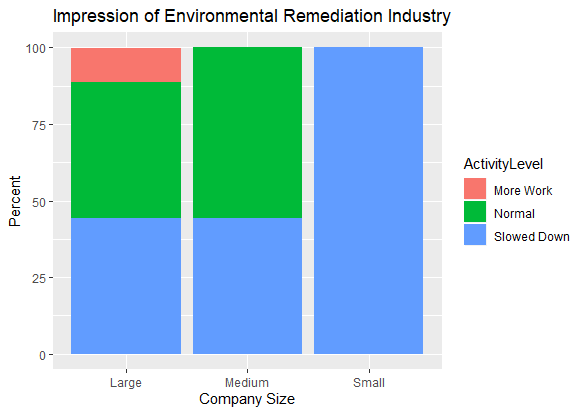 Impression of Environmental Remediation Industry
100
75
50
25
0
Percent
Large Medium Small
Company Size
ActivityLevel
More Work
Normal
Slowed Down